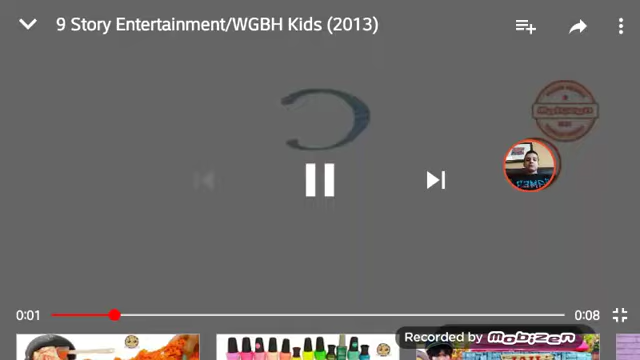 9 Story Entertainment/WGBH Kids (2013)
0:01
0:08
Recorded by Mobizen